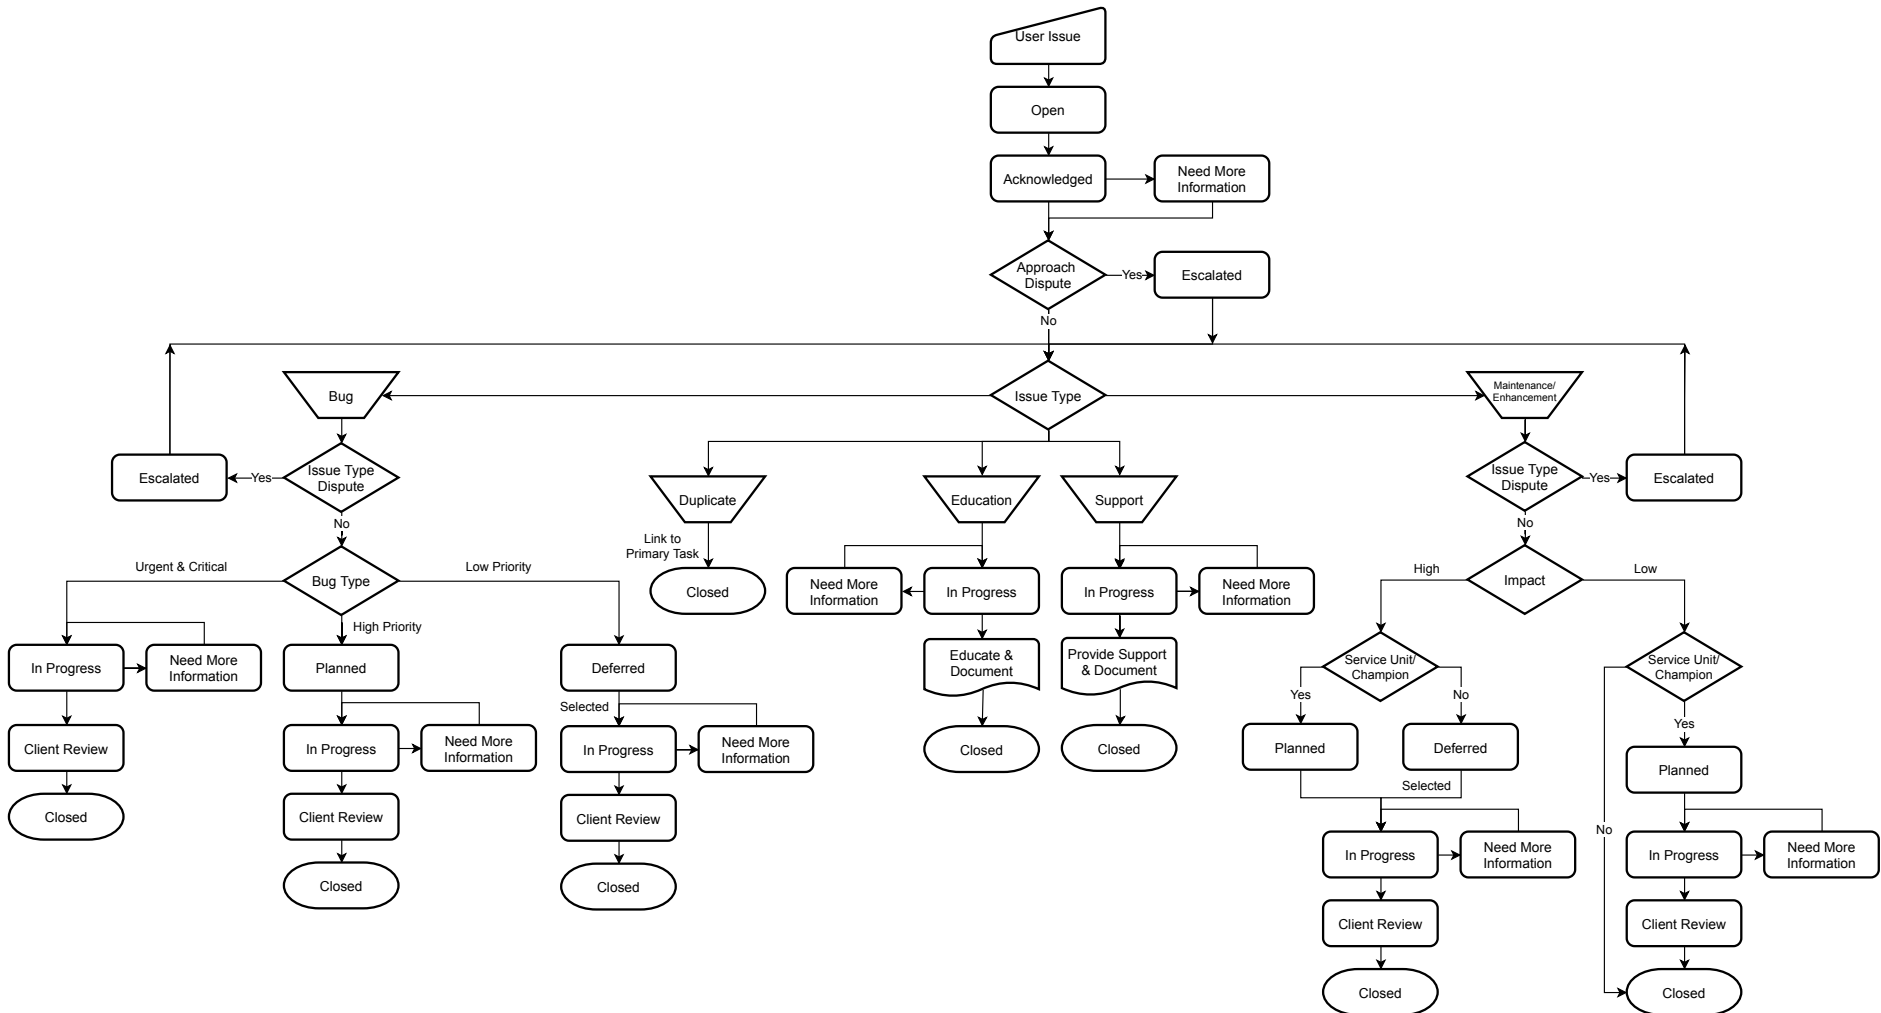 User Issue
Open
Acknowledged
Need More
Information
Approach
Dispute
Yes
Escalated
No
Bug
Issue Type
Maintenance/
Enhancement
Escalated
Yes
Issue Type
Dispute
No
Duplicate
Education
Support
Issue Type
Dispute
Yes
Escalated
No
Link to
Primary Task
Closed
Need More
Information
In Progress
In Progress
Need More
Information
Urgent & Critical
Bug Type
Low Priority
High Priority
High
Impact
Low
In Progress
Need More
Information
Planned
Deferred
Educate &
Document
Provide Support
& Document
Service Unit/
Champion
Service Unit/
Champion
Yes
No
Yes
No
Selected
Client Review
In Progress
Need More
Information
In Progress
Need More
Information
Closed
Closed
Planned
Deferred
Selected
Planned
Closed
Client Review
Client Review
Closed
Closed
In Progress
Need More
Information
In Progress
Need More
Information
Client Review
Client Review
Closed
Closed